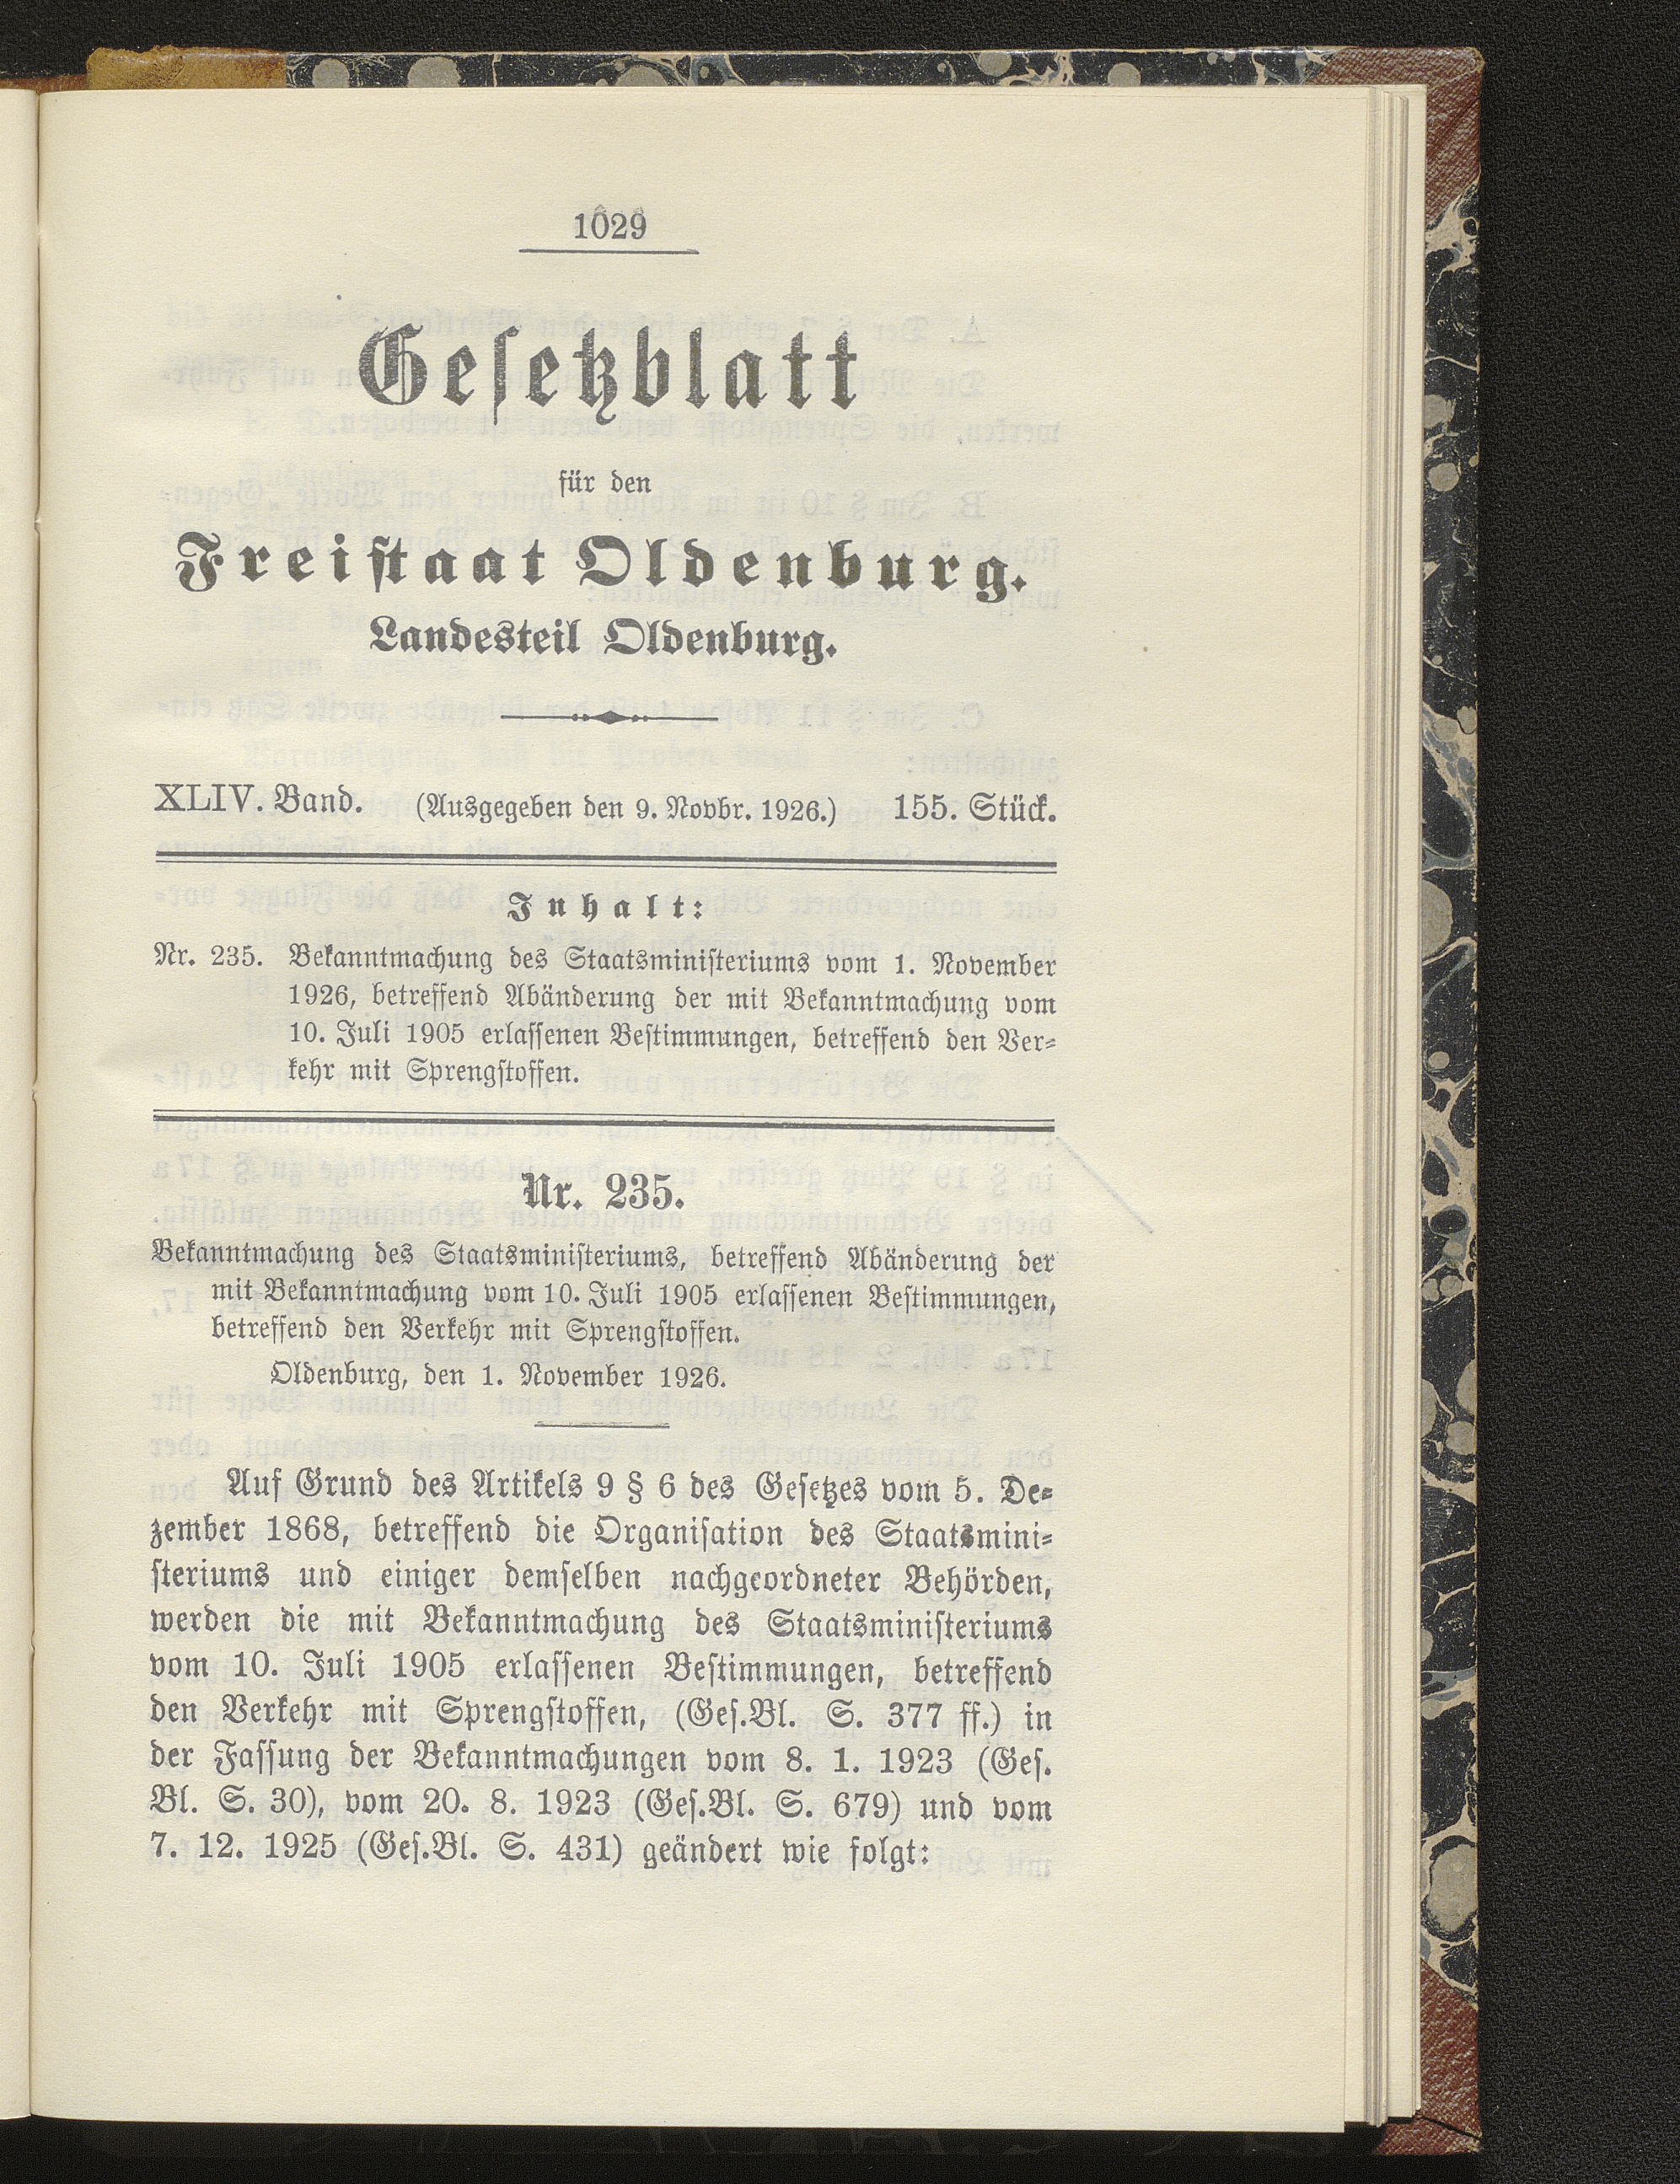 1029
Gesetzblatt
für den
Freistaat Oldenburg.
Landesteil Oldenburg.
XLIV. Band. (Ausgegeben den 9. Novbr. 1926.) 155. Stück.
Inhalt:
Nr. 235. Bekanntmachung des Staatsministeriums vom 1. November
1926, betreffend Abänderung der mit Bekanntmachung vom
10. Juli 1905 erlassenen Bestimmungen, betreffend den Ver-
kehr mit Sprengstoffen.
Nr. 235.
Bekanntmachung des Staatsministeriums, betreffend Abänderung der
mit Bekanntmachung vom 10. Juli 1905 erlassenen Bestimmungen,
betreffend den Verkehr mit Sprengstoffen.
Oldenburg, den 1. November 1926.
Auf Grund des Artikels 9 § 6 des Gesetzes vom 5. De-
zember 1868, betreffend die Organisation des Staatsmini-
steriums und einiger demselben nachgeordneter Behörden,
werden die mit Bekanntmachung des Staatsministeriums
vom 10. Juli 1905 erlassenen Bestimmungen, betreffend
den Verkehr mit Sprengstoffen, (Ges.Bl. S. 377 ff.) in
der Fassung der Bekanntmachungen vom 8. 1. 1923 (Ges.
Bl. S. 30), vom 20. 8. 1923 (Ges.Bl. S. 679) und vom
7. 12. 1925 (Ges.Bl. S. 431) geändert wie folgt: